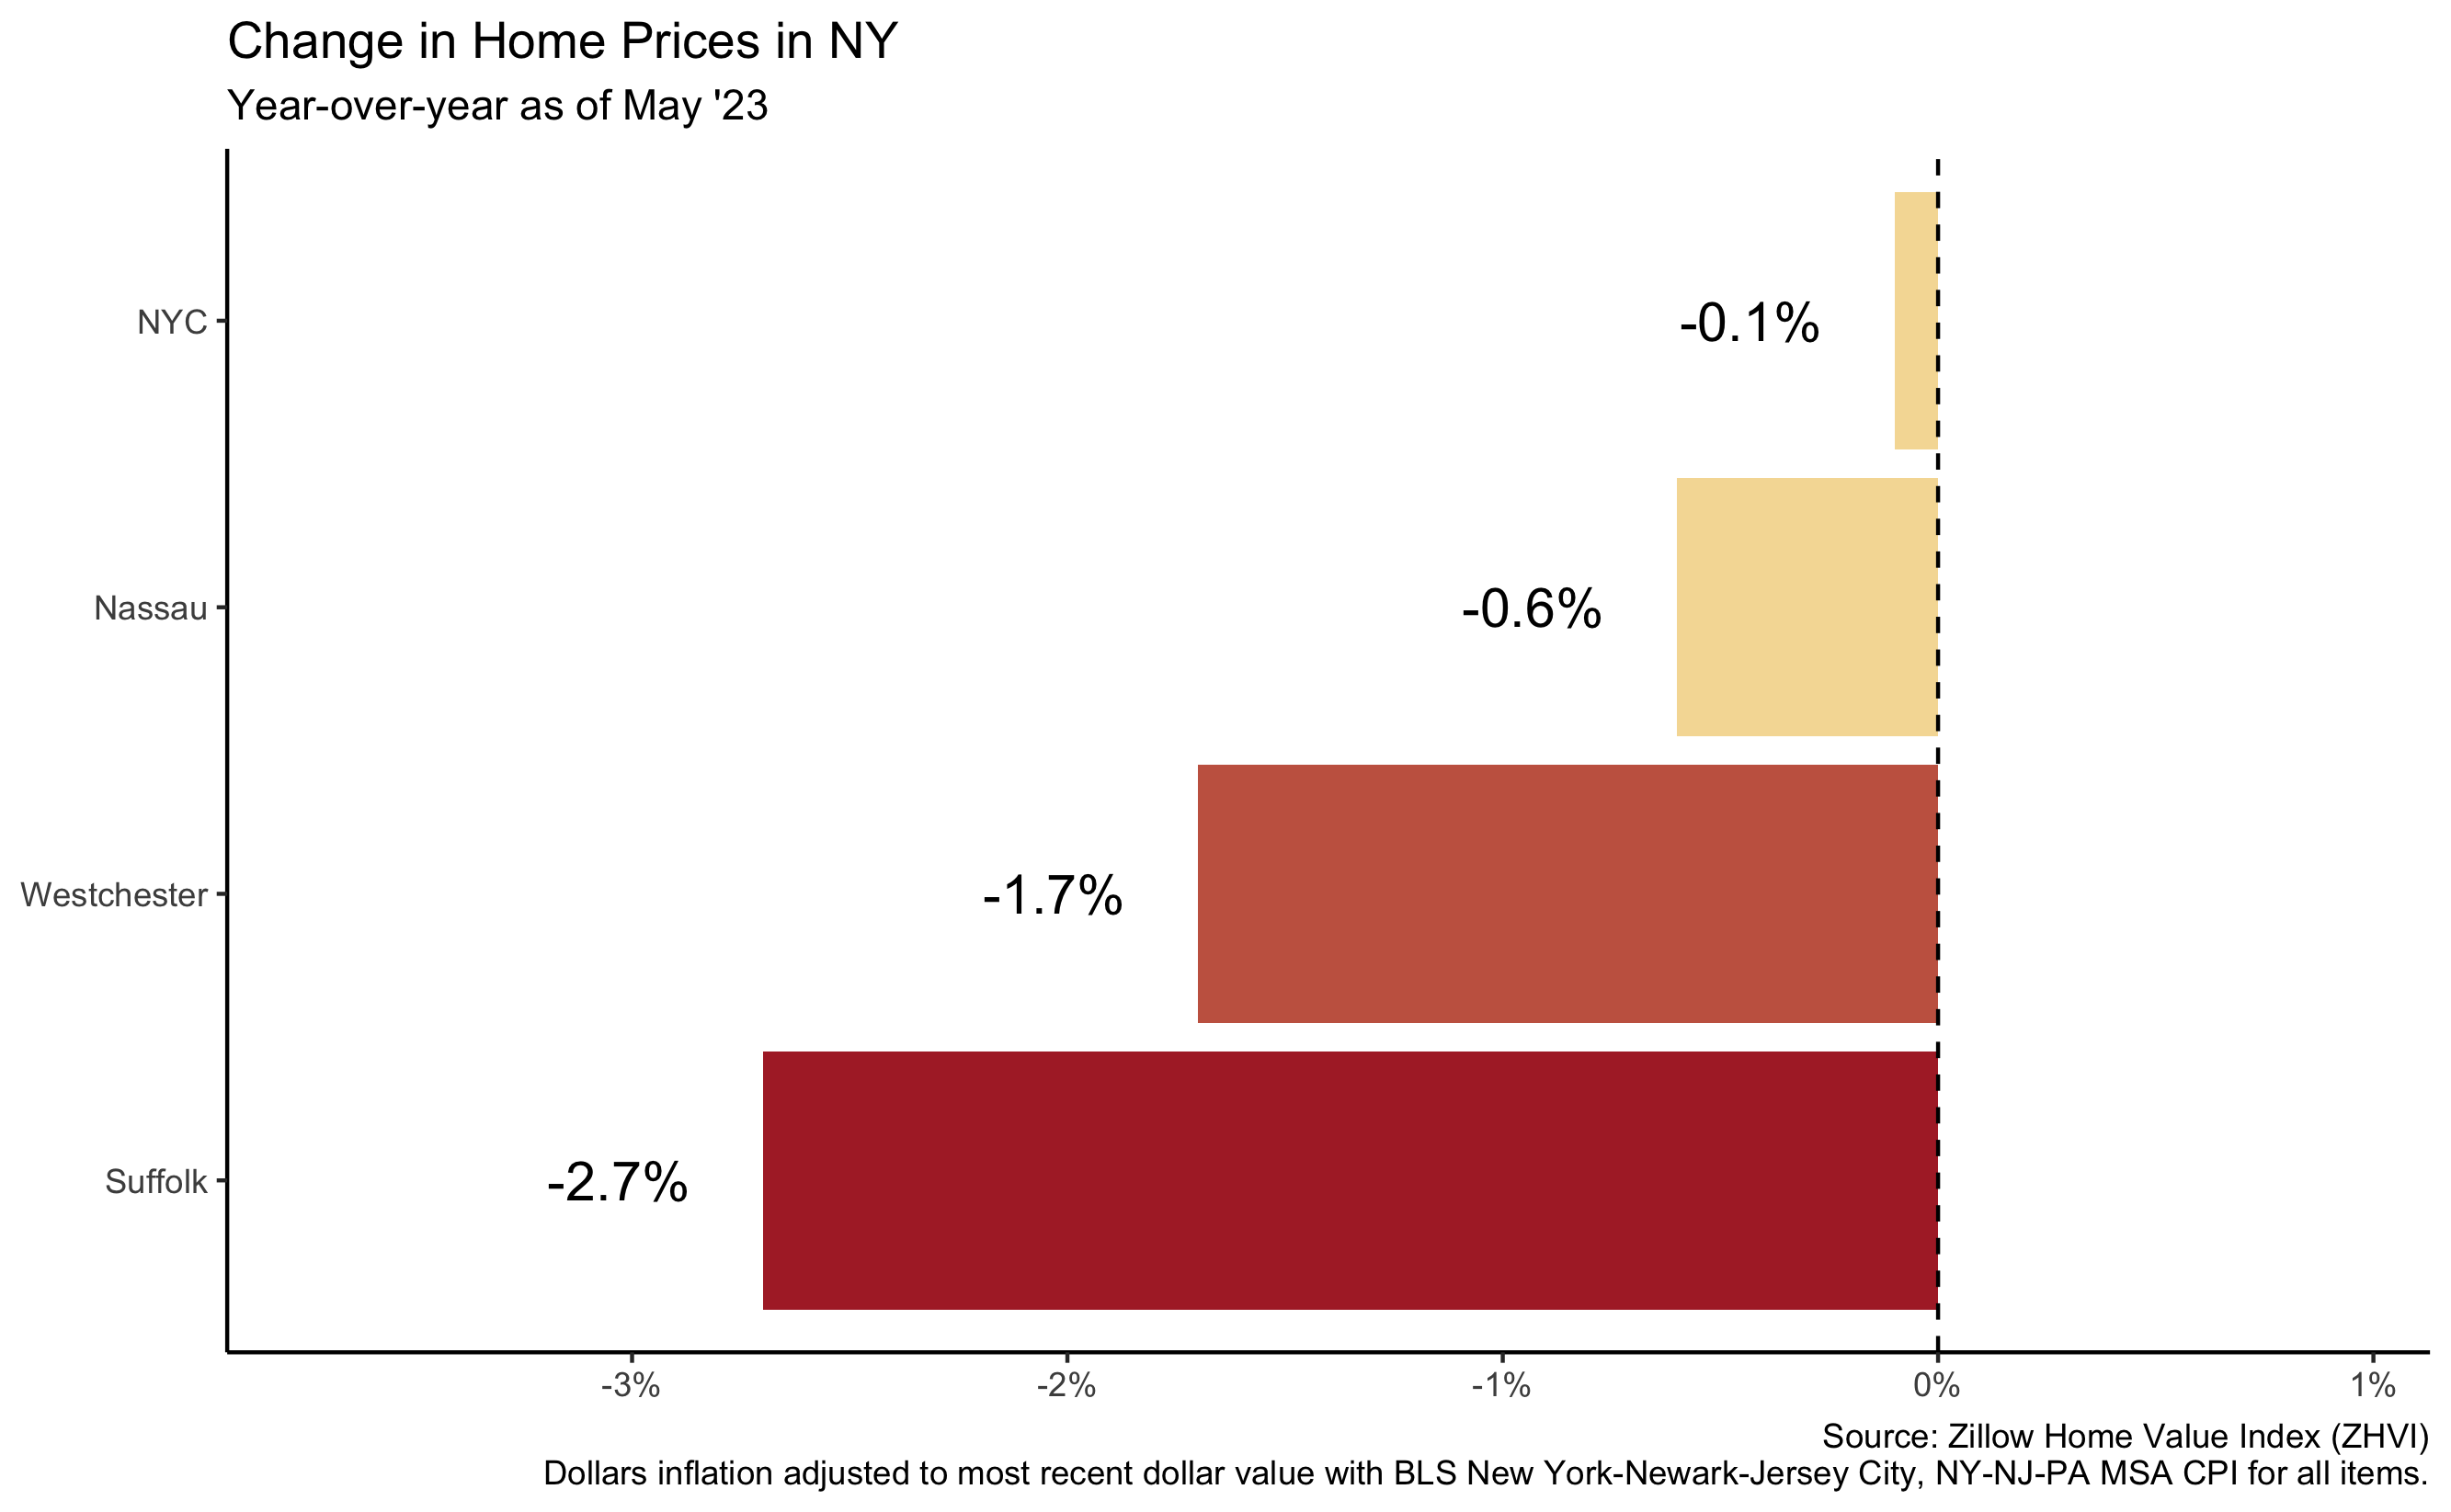 Change in Home Prices in NY
Year-over-year as of May '23
NYC
-0.1%
Nassau
-0.6%
Westchester
-1.7%
Suffolk
-2.7%
-3%
-2%
-1%
0%
1%
Source: Zillow Home Value Index (ZHVI)
Dollars inflation adjusted to most recent dollar value with BLS New York-Newark-Jersey City, NY-NJ-PA MSA CPI for all items.